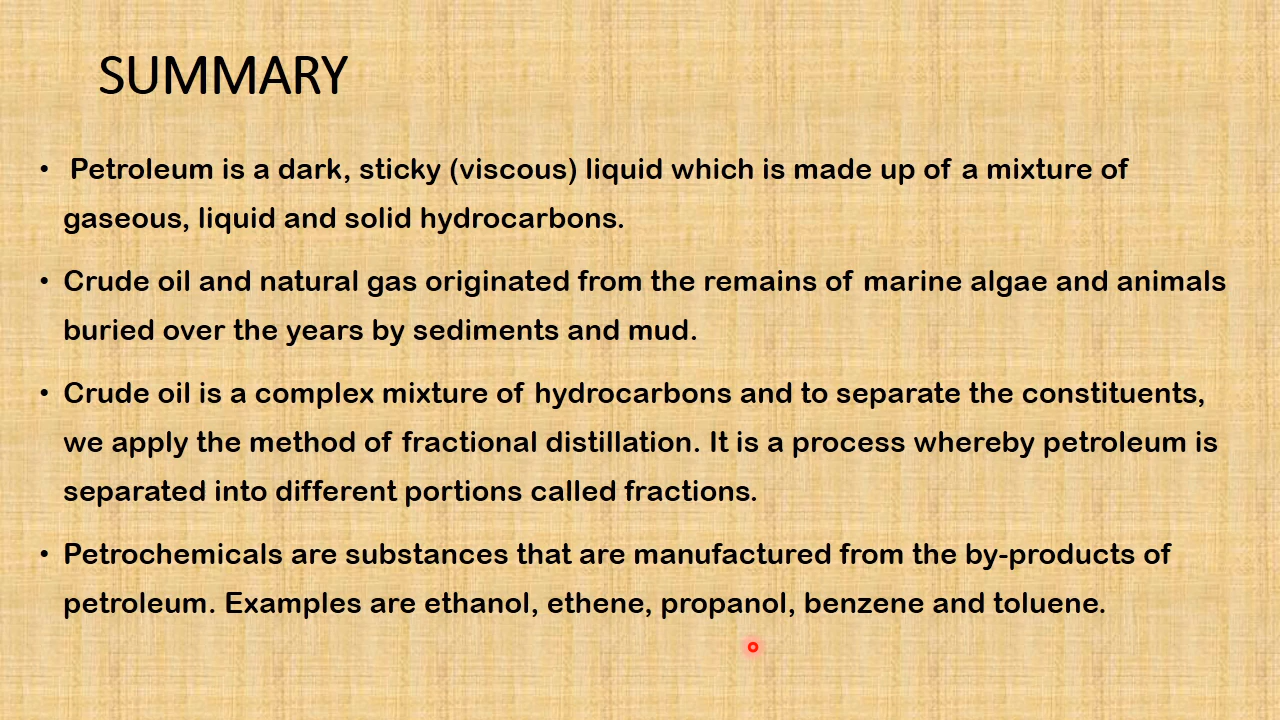 SUMMARY
• Petroleum is a dark, sticky (viscous) liquid which is made up of a mixture of
gaseous, liquid and solid hydrocarbons.
• Crude oil and natural gas originated from the remains of marine algae and animals
buried over the years by sediments and mud.
• Crude oil is a complex mixture of hydrocarbons and to separate the constituents,
we apply the method of fractional distillation. It is a process whereby petroleum is
separated into different portions called fractions.
• Petrochemicals are substances that are manufactured from the by-products of
petroleum. Examples are ethanol, ethene, propanol, benzene and toluene.